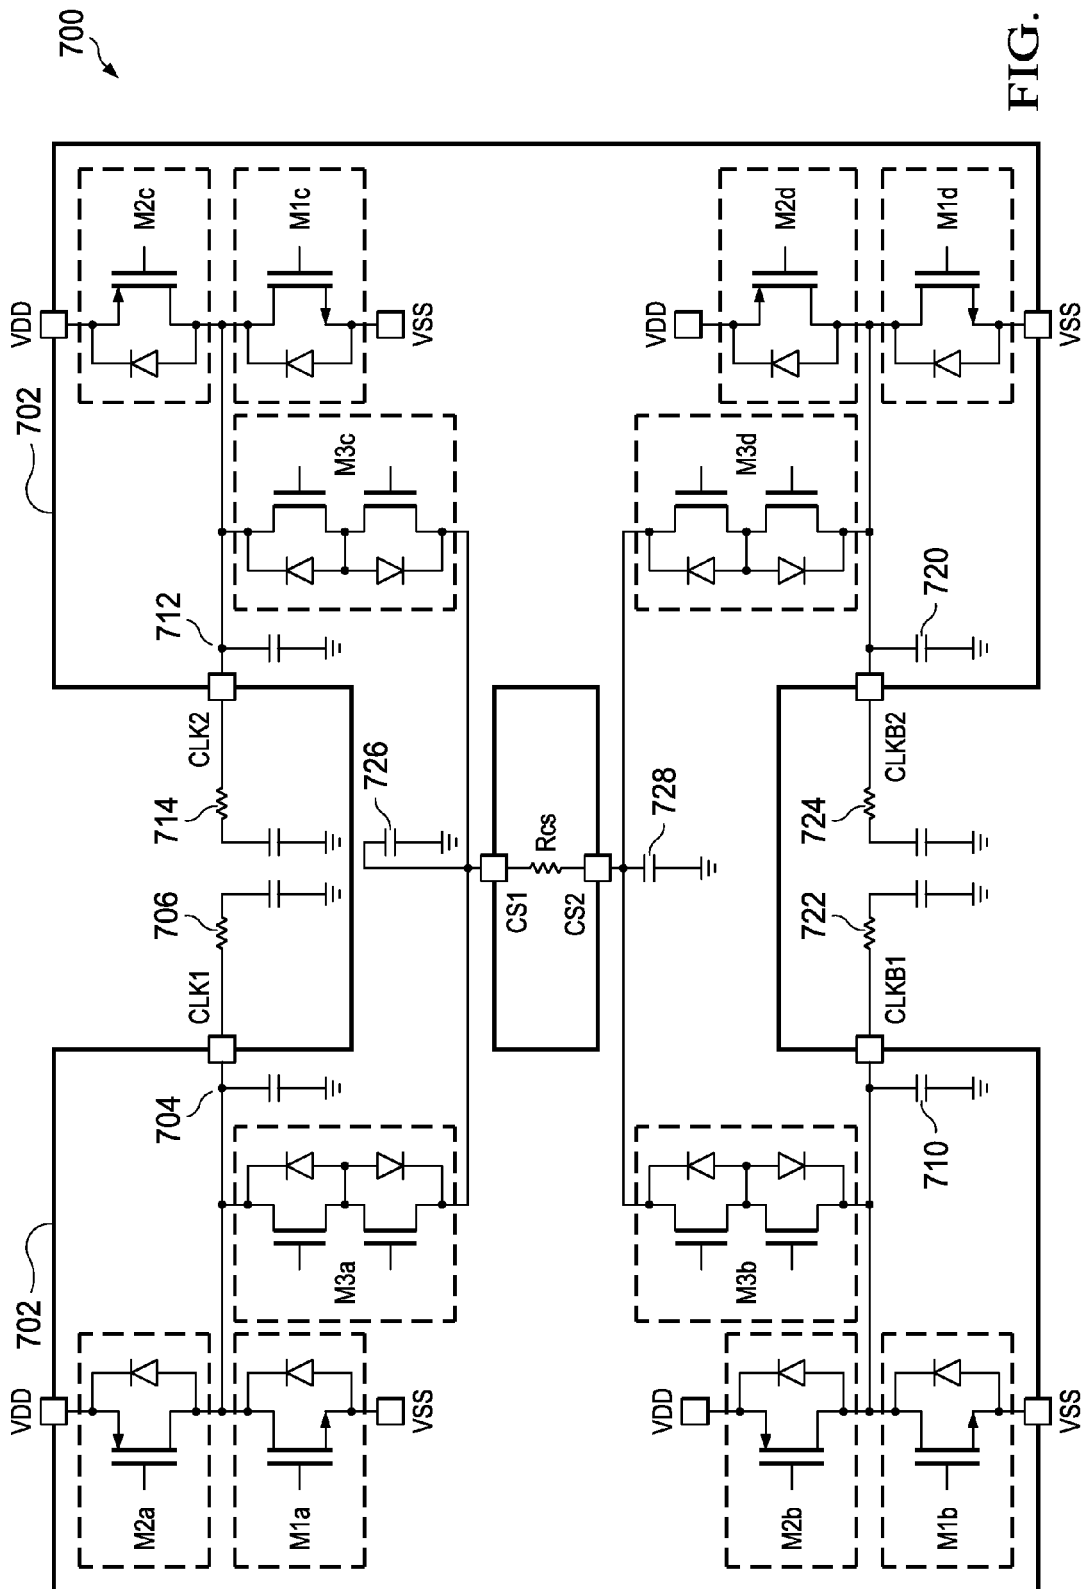 700
FIG.
702
702
VDD
M2a
M1a
VSS
M3a
704
CLK1
706
714
CLK2
712
M3c
VDD
M2c
M1c
VSS
726
CS1
Rcs
CS2
728
VDD
M2b
M1b
VSS
M3b
710
CLKB1
722
724
CLKB2
720
M3d
VDD
M2d
M1d
VSS